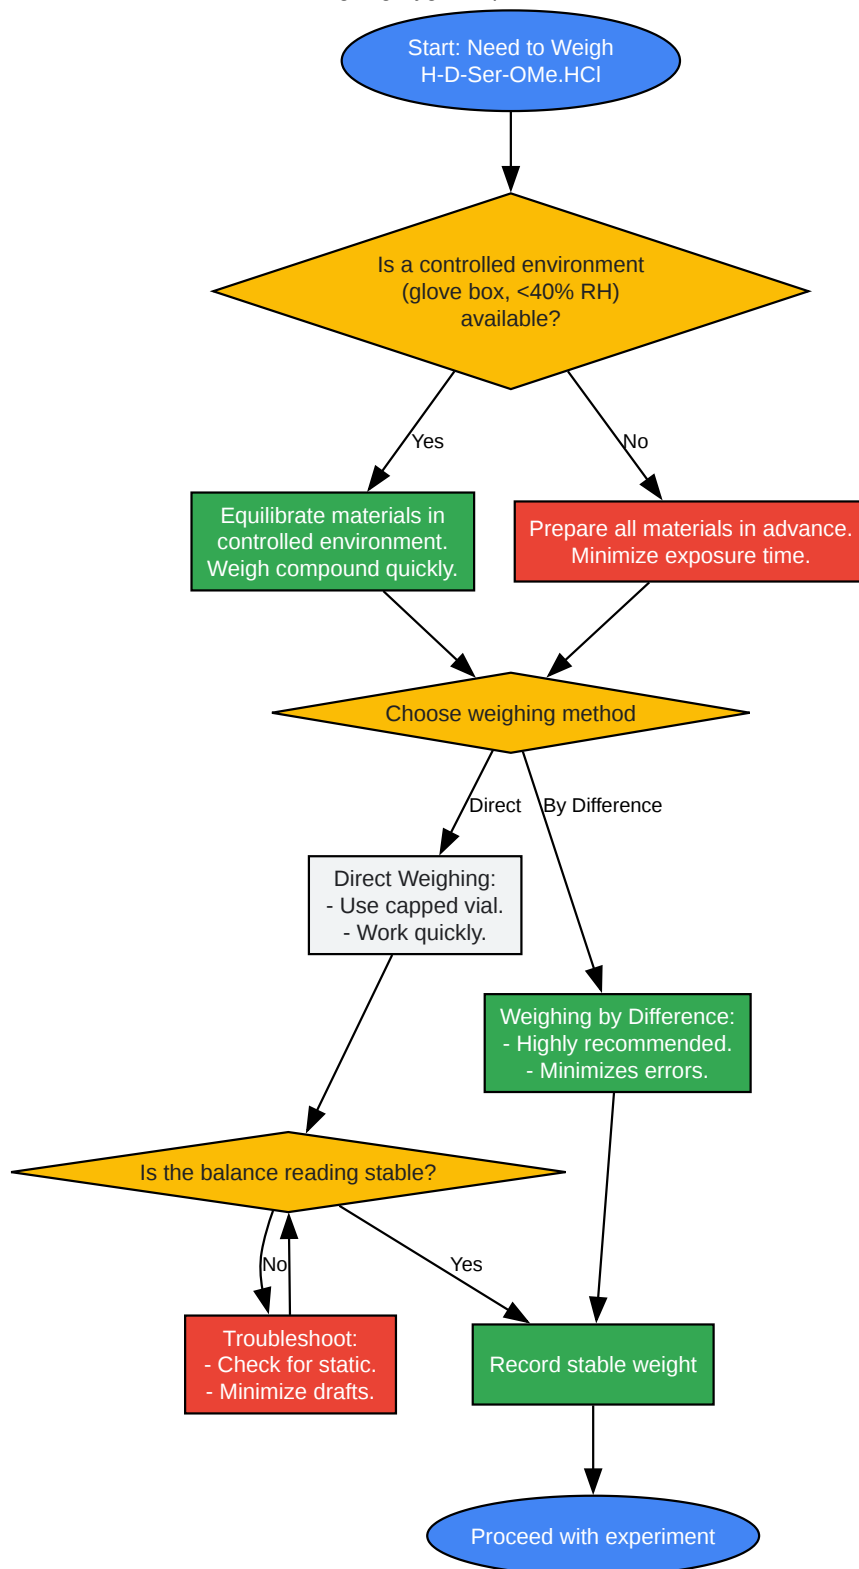 Start: Need to Weigh
H-D-Ser-OMe.HCl
Is a controlled environment
(glove box, <40% RH)
available?
Yes
No
Equilibrate materials in
controlled environment.
Weigh compound quickly.
Prepare all materials in advance.
Minimize exposure time.
Choose weighing method
Direct
By Difference
Direct Weighing:
- Use capped vial.
- Work quickly.
Weighing by Difference:
- Highly recommended.
- Minimizes errors.
Is the balance reading stable?
No
Yes
Troubleshoot:
- Check for static.
- Minimize drafts.
Record stable weight
Proceed with experiment